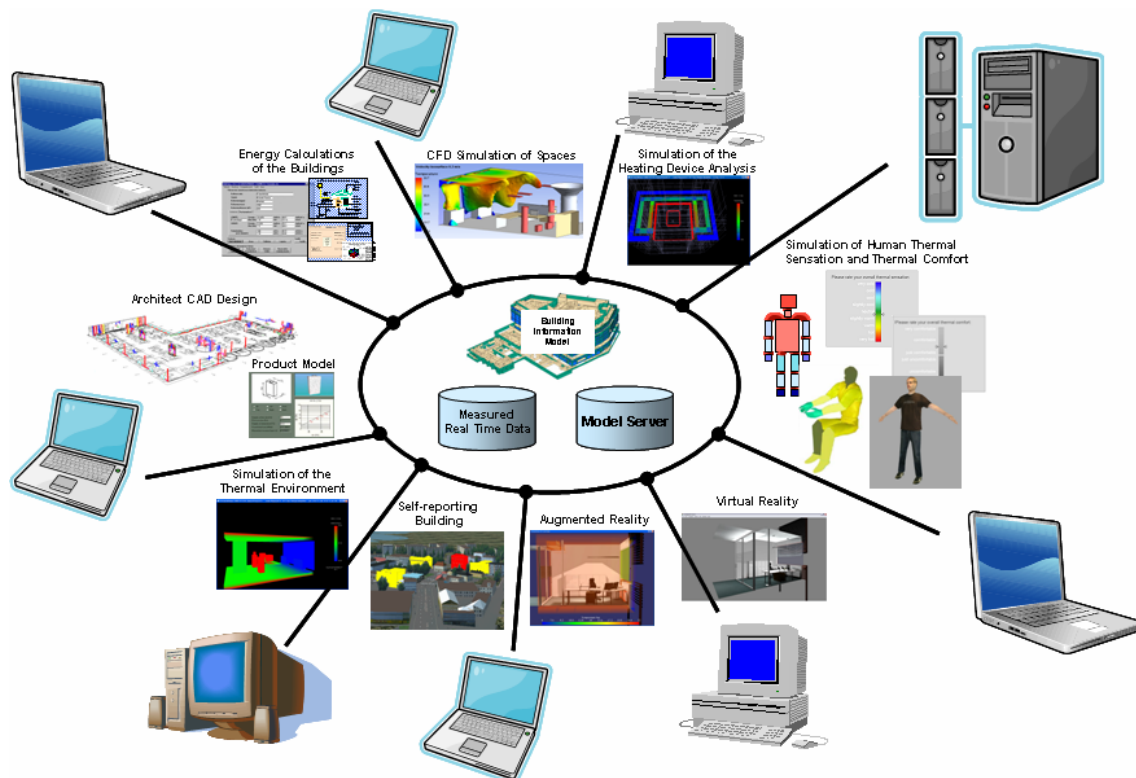 Energy Calculations
of the Buildings
CFD Simulation of Spaces
Simulation of the
Heating Device Analysis
Simulation of Human Thermal
Sensation and Thermal Comfort
Please rate your overall thermal sensation
Please rate your overall thermal comfort
Architect CAD Design
Product Model
Building
Information
Model
Measured
Real Time Data
Model Server
Simulation of the
Thermal Environment
Self-reporting
Building
Augmented Reality
Virtual Reality